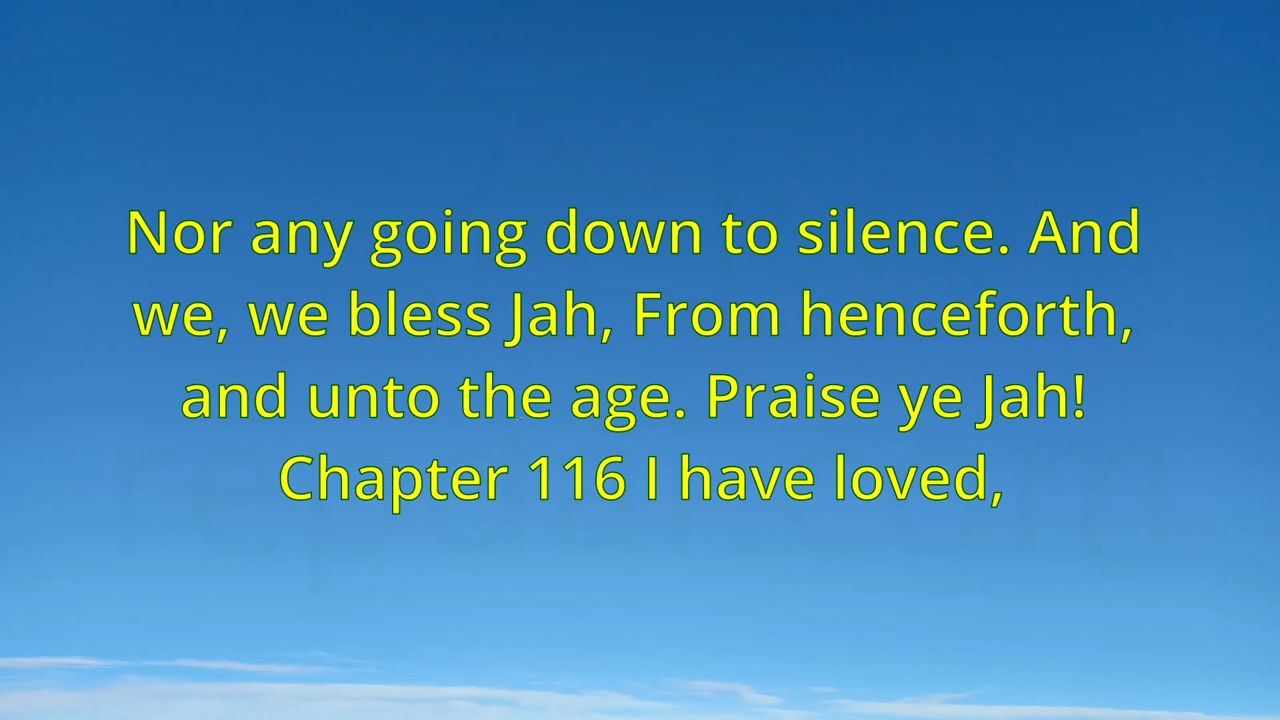 Nor any going down to silence. And
we, we bless Jah, From henceforth,
and unto the age. Praise ye Jah!
Chapter 116 I have loved,